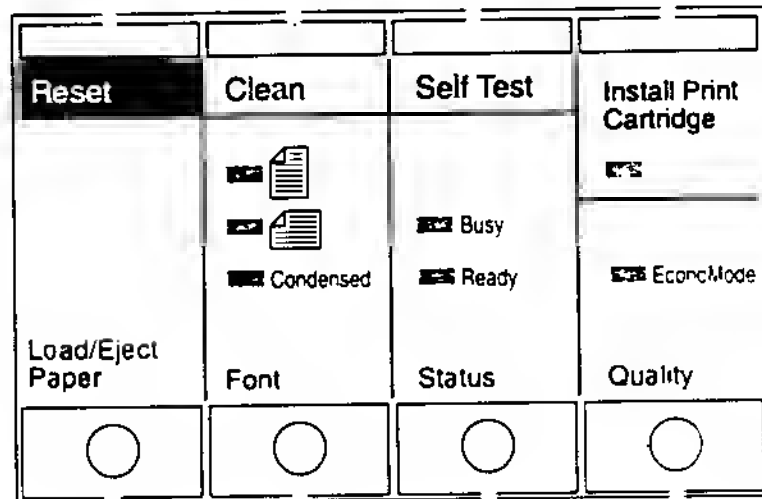 Reset
Clean
Self Test
Install Print
Cartridge
Busy
Condensed
Ready
EconoMode
Load/Eject
Paper
Font
Status
Quality